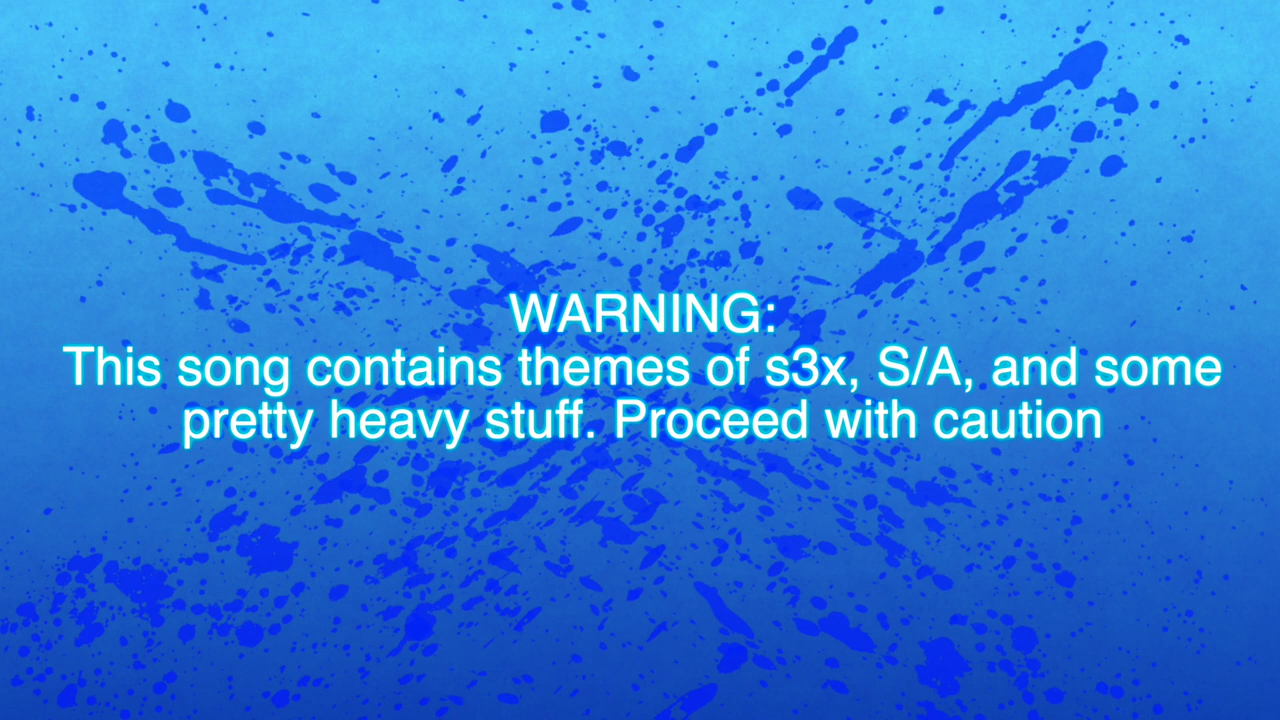 WARNING:
This song contains themes of s3x, S/A, and some
pretty heavy stuff. Proceed with caution